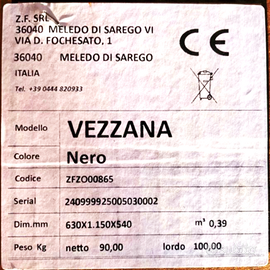 Z.F. SRL
36040 MELEDO DI SAREGO VI
VIA D. FOCHESATO, 1
36040 MELEDO DI SAREGO
ITALIA
Tel. +39 0444 820933
CE
Modello VEZZANA
Colore Nero
Codice ZFZO00865
Serial 240999925005030002
Dim.mm 630X1.150X540 m³ 0,39
Peso Kg netto 90,00 lordo 100,00